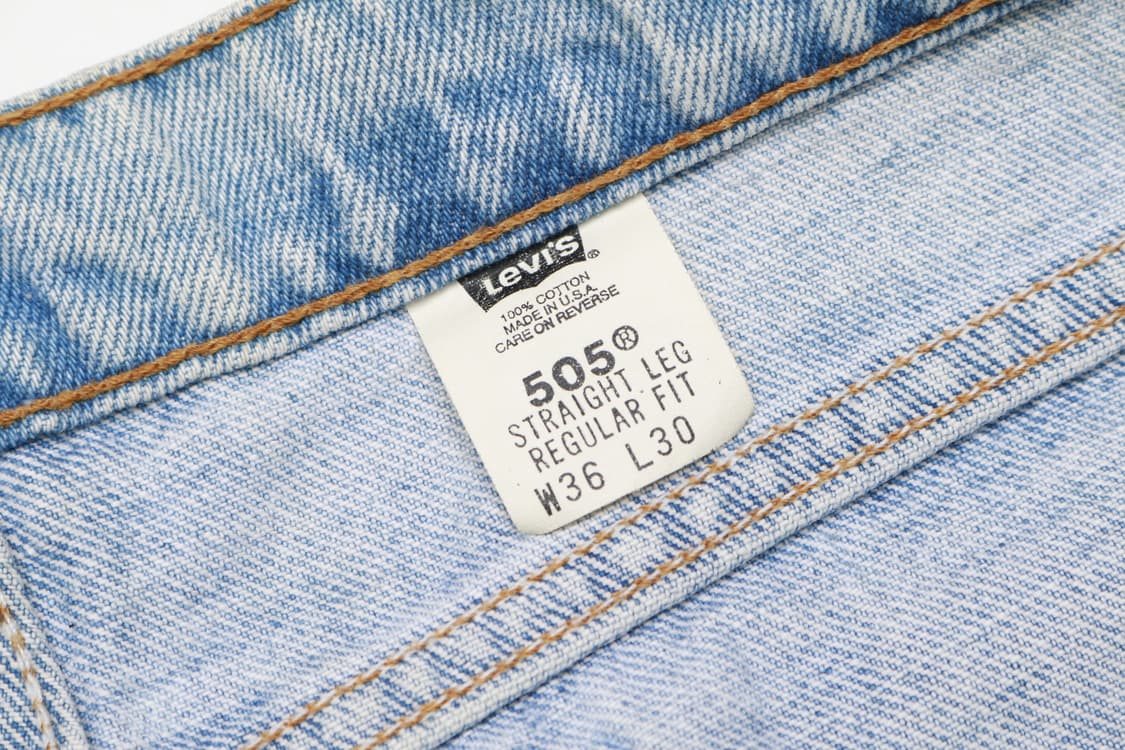 Levi's®
100% COTTON
MADE IN U.S.A.
CARE ON REVERSE
505®
STRAIGHT LEG
REGULAR FIT
W36 L30